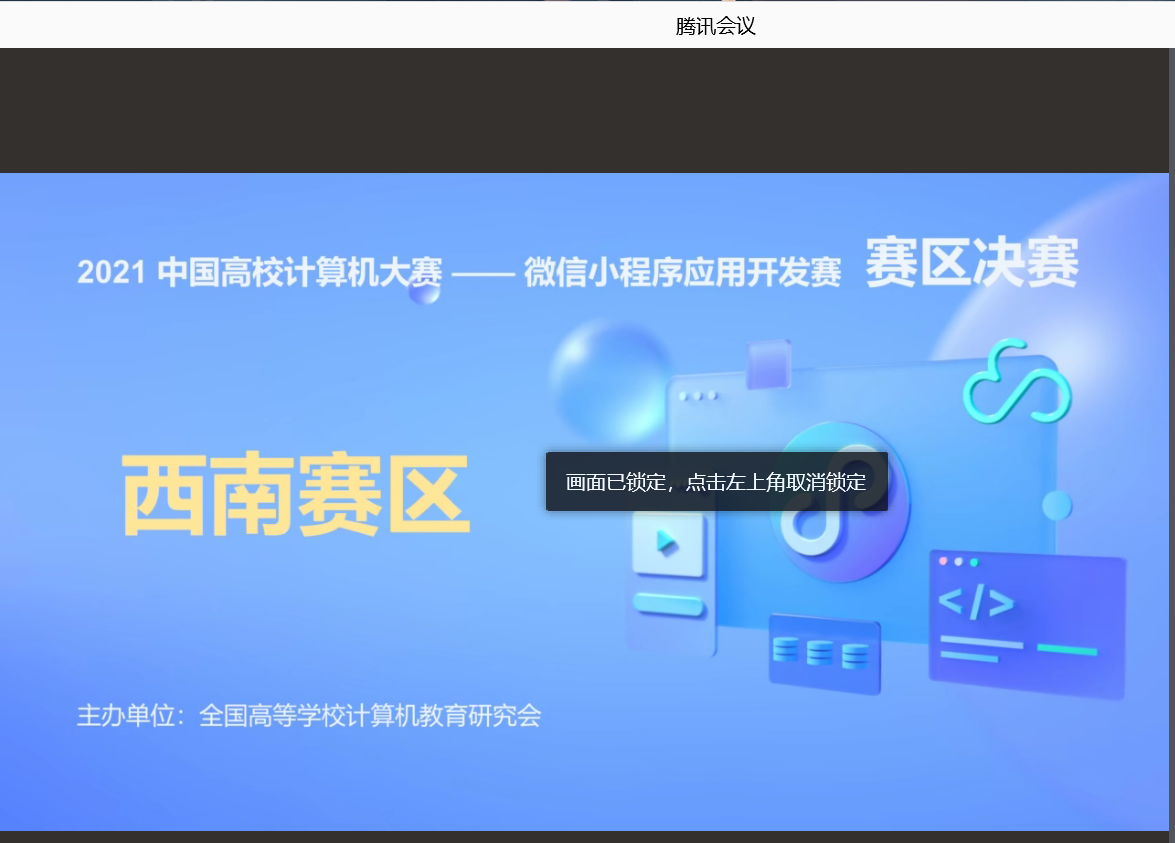 腾讯会议
2021 中国高校计算机大赛 —— 微信小程序应用开发赛 赛区决赛
西南赛区
画面已锁定，点击左上角取消锁定
</>
主办单位：全国高等学校计算机教育研究会